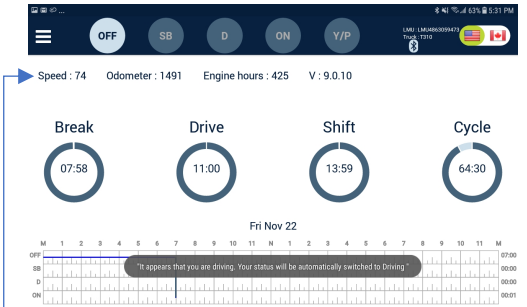 63% 5:31 PM
OFF SB D ON Y/P
LMU : LMU4863059473
Truck : T310
Speed : 74 Odometer : 1491 Engine hours : 425 V : 9.0.10
Break Drive Shift Cycle
07:58 11:00 13:59 64:30
Fri Nov 22
M 1 2 3 4 5 6 7 8 9 10 11 N 1 2 3 4 5 6 7 8 9 10 11 M
OFF 07:00
SB 00:00
"It appears that you are driving. Your status will be automatically switched to Driving."
D 00:00
ON 00:01